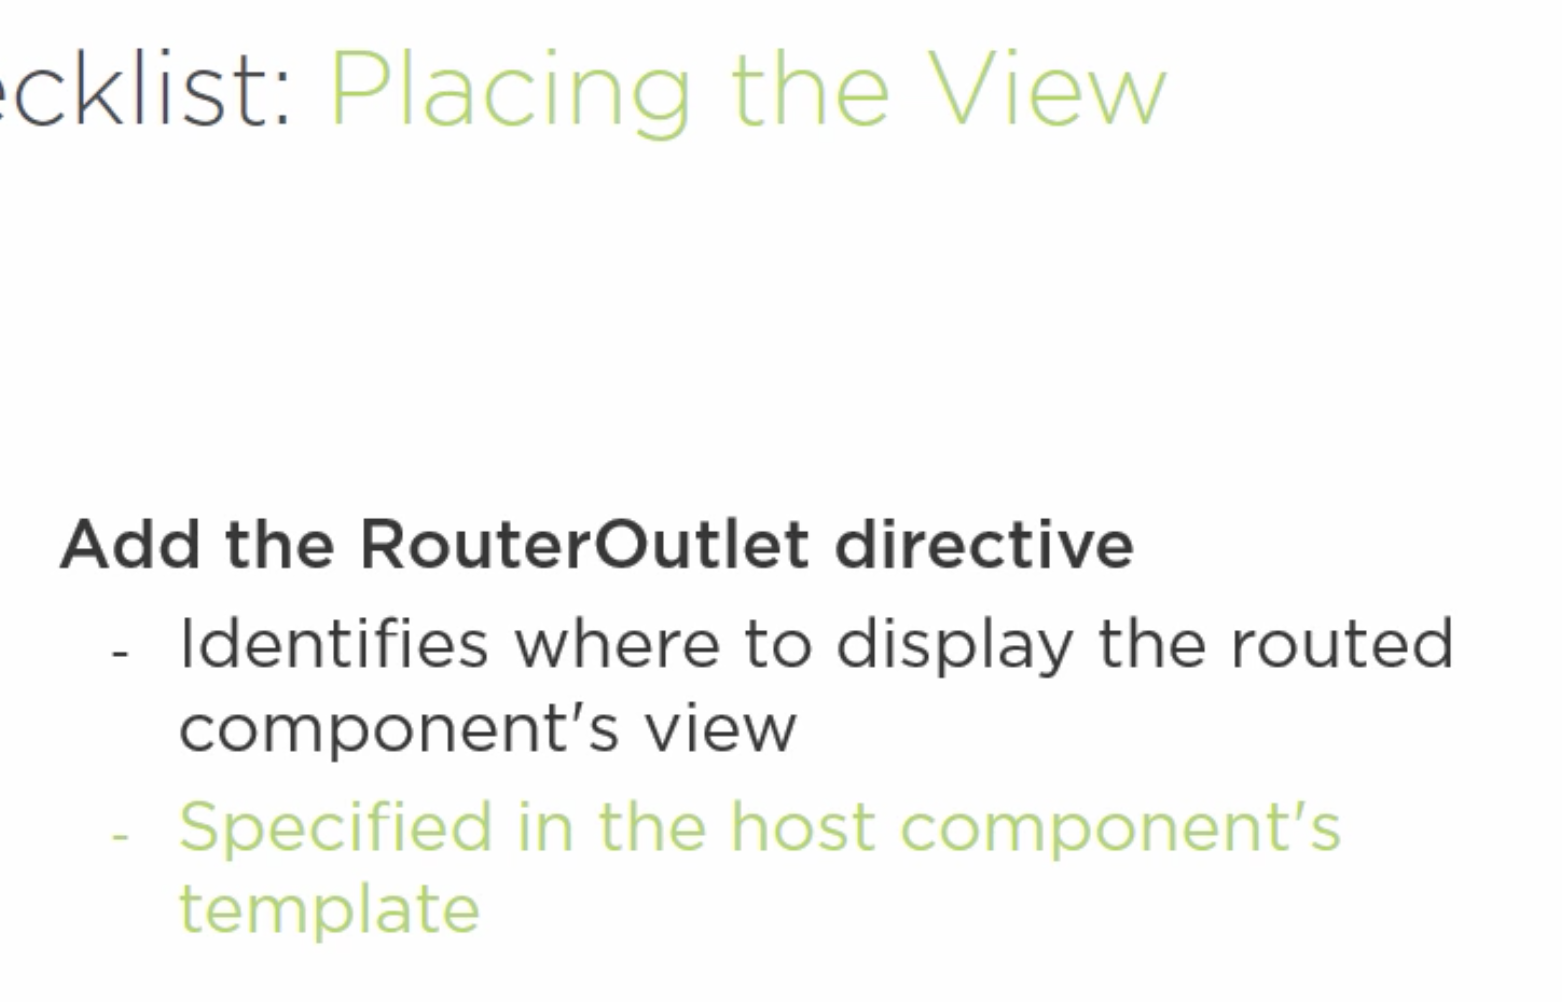 ecklist: Placing the View
Add the RouterOutlet directive
- Identifies where to display the routed
component's view
- Specified in the host component's
template